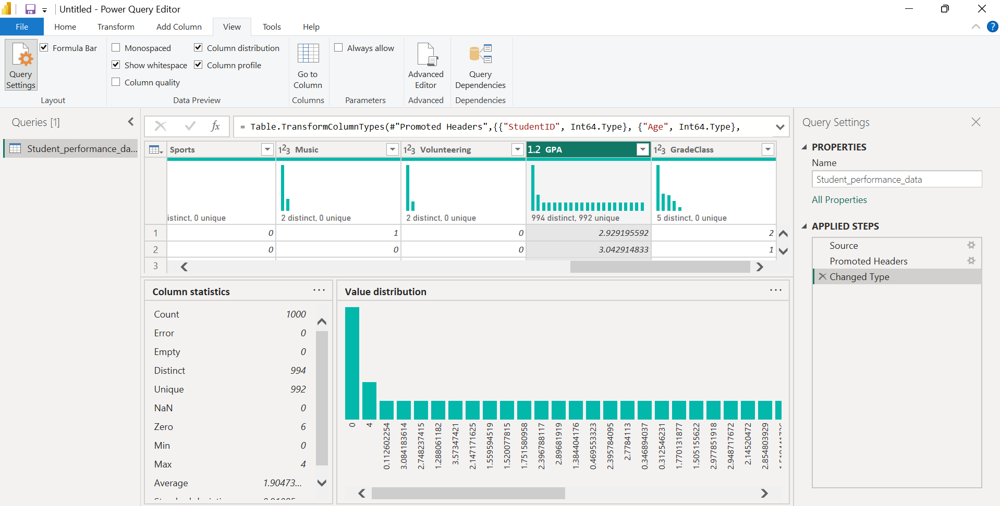 Untitled - Power Query Editor
File Home Transform Add Column View Tools Help
Query Settings
Formula Bar
Layout
Monospaced
Show whitespace
Column quality
Column distribution
Column profile
Data Preview
Go to Column
Columns
Always allow
Parameters
Advanced Editor
Advanced
Query Dependencies
Dependencies
Queries [1]
Student_performance_da...
fx
= Table.TransformColumnTypes(#"Promoted Headers",{{"StudentID", Int64.Type}, {"Age", Int64.Type},
Sports 123 Music 123 Volunteering 1.2 GPA 123 GradeClass
istinct, 0 unique 2 distinct, 0 unique 2 distinct, 0 unique 994 distinct, 992 unique 5 distinct, 0 unique
1 0 1 0 2.929195592 2
2 0 0 0 3.042914833 1
3
Column statistics ...
Count 1000
Error 0
Empty 0
Distinct 994
Unique 992
NaN 0
Zero 6
Min 0
Max 4
Average 1.90473...
Value distribution ...
0
4
0.112602254
3.084183614
2.748237415
1.288061182
3.57347421
2.147171625
1.559594519
1.520077815
1.751580958
2.396788117
2.89681919
1.384404176
0.469553323
2.395784095
2.7784113
0.346894037
0.312546231
1.770131877
1.505155622
2.977851918
2.948717672
2.14520472
2.854803929
Query Settings
PROPERTIES
Name
Student_performance_data
All Properties
APPLIED STEPS
Source
Promoted Headers
Changed Type